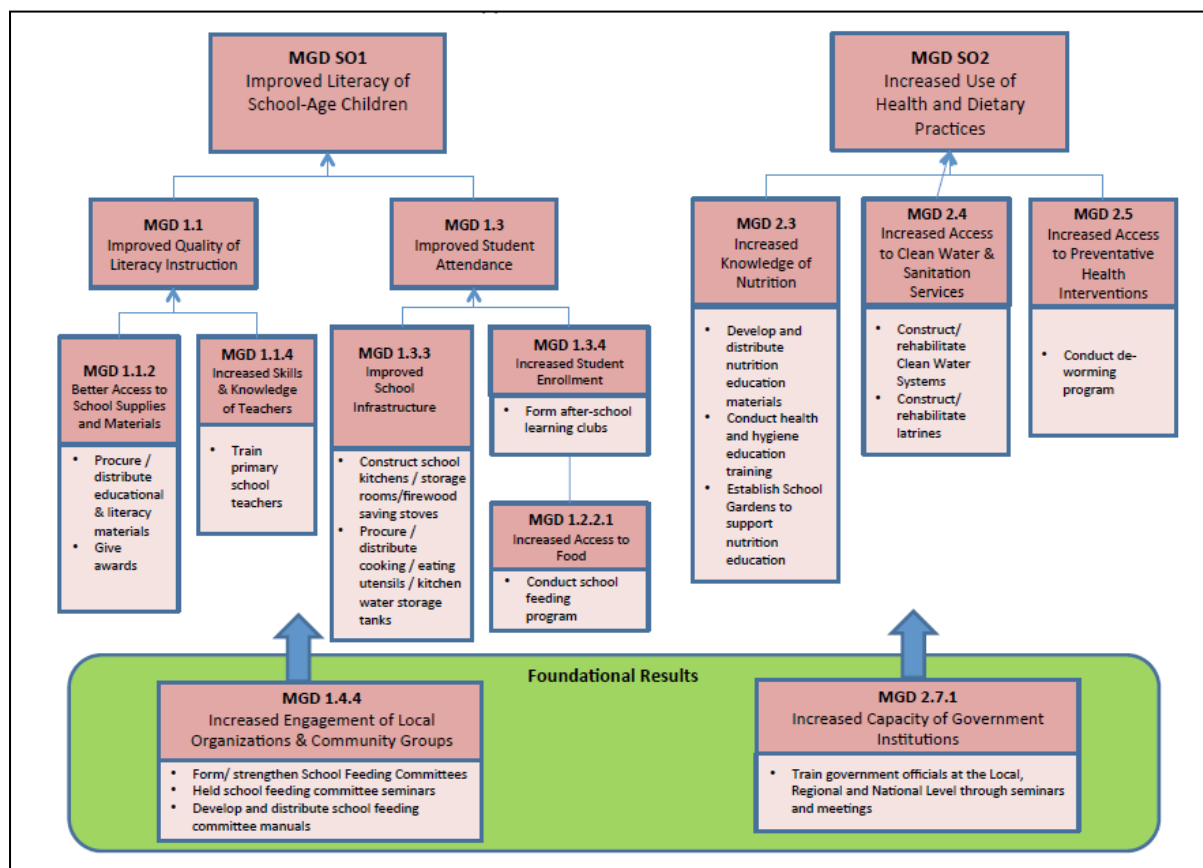 MGD SO1
Improved Literacy of
School-Age Children
MGD SO2
Increased Use of
Health and Dietary
Practices
MGD 1.1
Improved Quality of
Literacy Instruction
MGD 1.3
Improved Student
Attendance
MGD 2.3
Increased
Knowledge of
Nutrition
• Develop and
distribute
nutrition
education
materials
• Conduct health
and hygiene
education
training
• Establish School
Gardens to
support
nutrition
education
MGD 2.4
Increased Access
to Clean Water &
Sanitation
Services
• Construct/
rehabilitate
Clean Water
Systems
• Construct/
rehabilitate
latrines
MGD 2.5
Increased Access
to Preventative
Health
Interventions
• Conduct de-
worming
program
MGD 1.1.2
Better Access to
School Supplies
and Materials
• Procure /
distribute
educational
& literacy
materials
• Give
awards
MGD 1.1.4
Increased Skills
& Knowledge
of Teachers
• Train
primary
school
teachers
MGD 1.3.3
Improved
School
Infrastructure
• Construct school
kitchens / storage
rooms/firewood
saving stoves
• Procure /
distribute
cooking / eating
utensils / kitchen
water storage
tanks
MGD 1.3.4
Increased Student
Enrollment
• Form after-school
learning clubs
MGD 1.2.2.1
Increased Access to
Food
• Conduct school
feeding
program
Foundational Results
MGD 1.4.4
Increased Engagement of Local
Organizations & Community Groups
• Form/ strengthen School Feeding Committees
• Held school feeding committee seminars
• Develop and distribute school feeding
committee manuals
MGD 2.7.1
Increased Capacity of Government
Institutions
• Train government officials at the Local,
Regional and National Level through seminars
and meetings